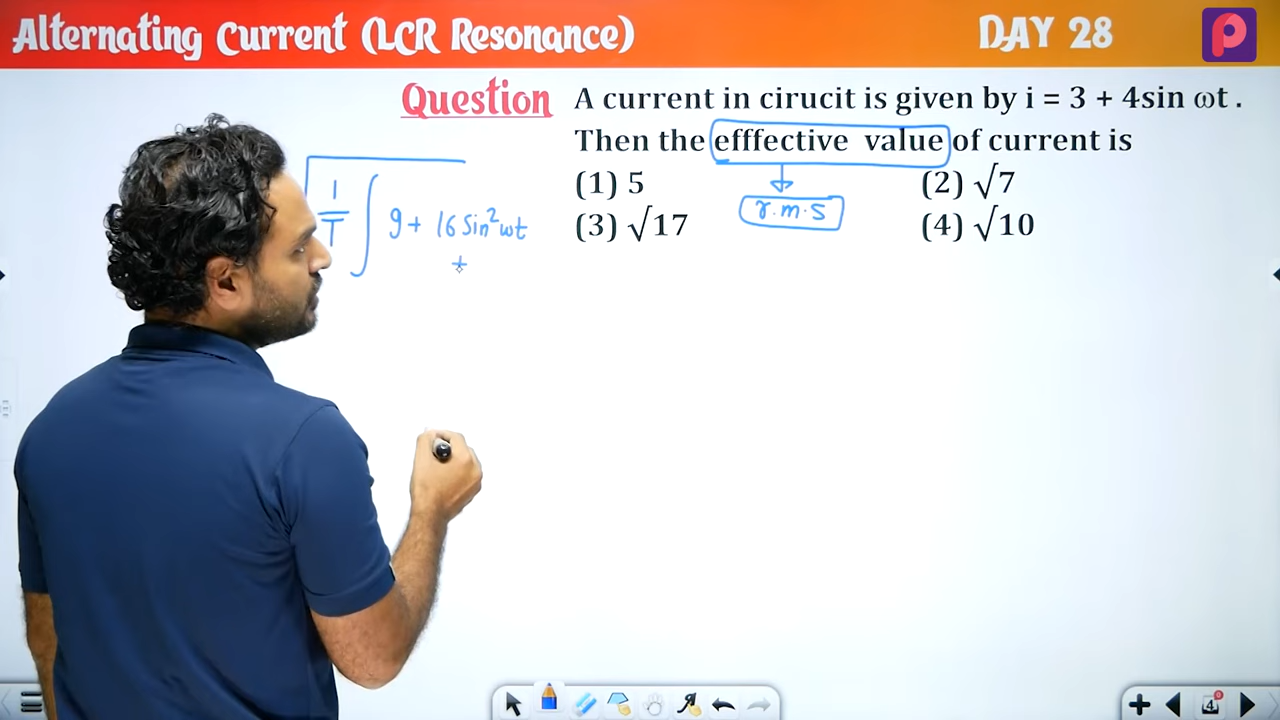 Alternating Current (LCR Resonance)
DAY 28
Question A current in cirucit is given by i = 3 + 4sin ωt .
Then the efffective value of current is
(1) 5
(2) √7
(3) √17
(4) √10
r.m.s
√ 1/T ∫ 9 + 16 Sin²ωt
+
4